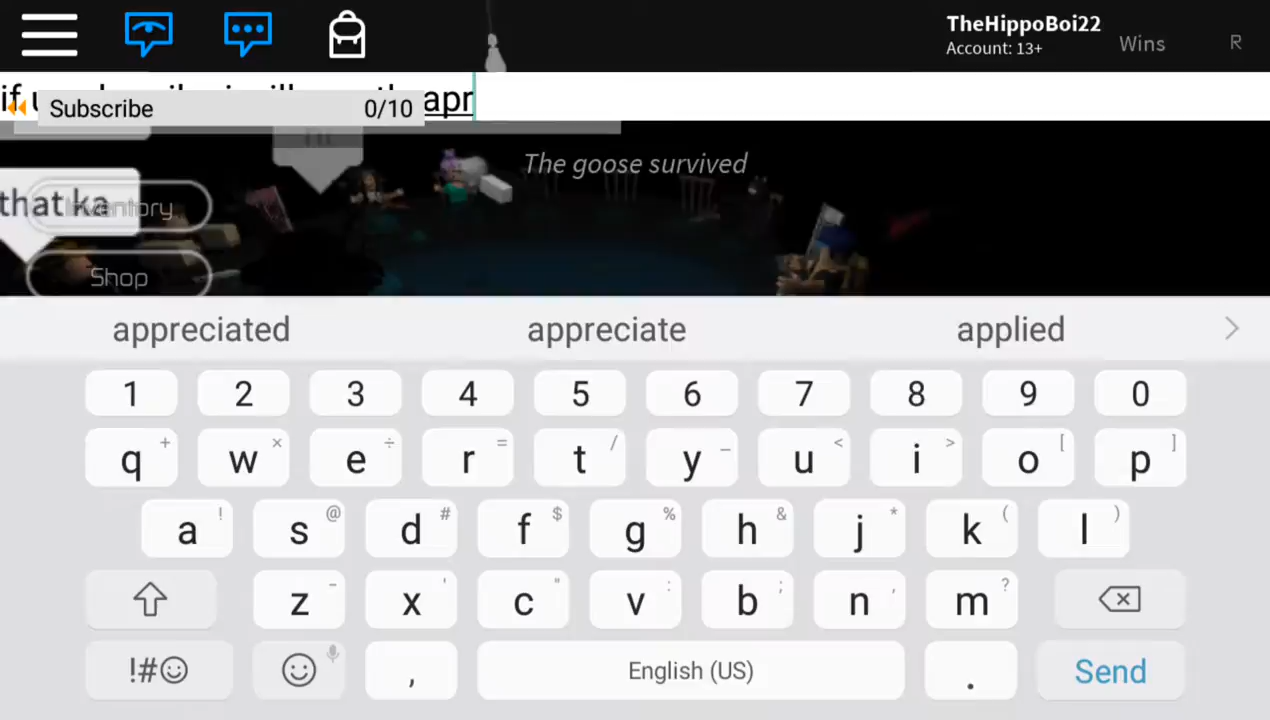 TheHippoBoi22
Account: 13+
Wins
R
if u
apr
Subscribe 0/10
The goose survived
that ka
Inventory
Shop
appreciated appreciate applied
1 2 3 4 5 6 7 8 9 0
+ × ÷ = / _ < > [ ]
q w e r t y u i o p
! @ # $ % & * ( )
a s d f g h j k l
- ' " : ; , ?
z x c v b n m
!#
, English (US) . Send